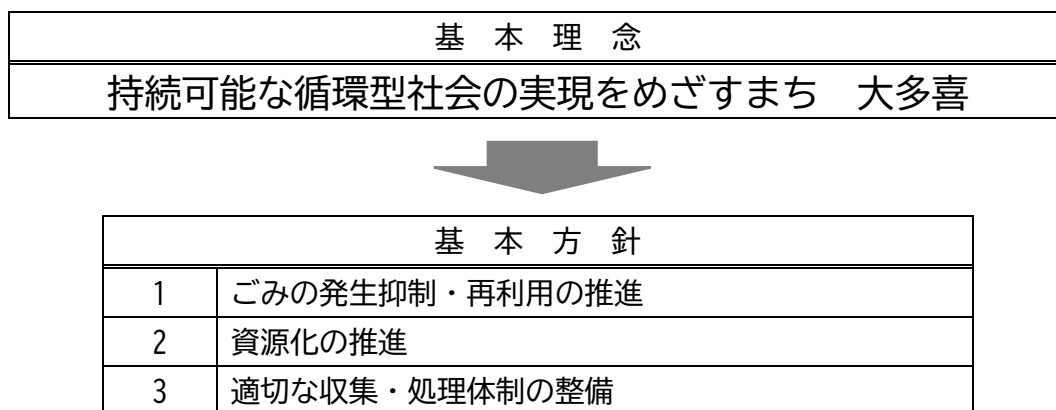 基本理念
持続可能な循環型社会の実現をめざすまち　大多喜
基本方針
1 ごみの発生抑制・再利用の推進
2 資源化の推進
3 適切な収集・処理体制の整備